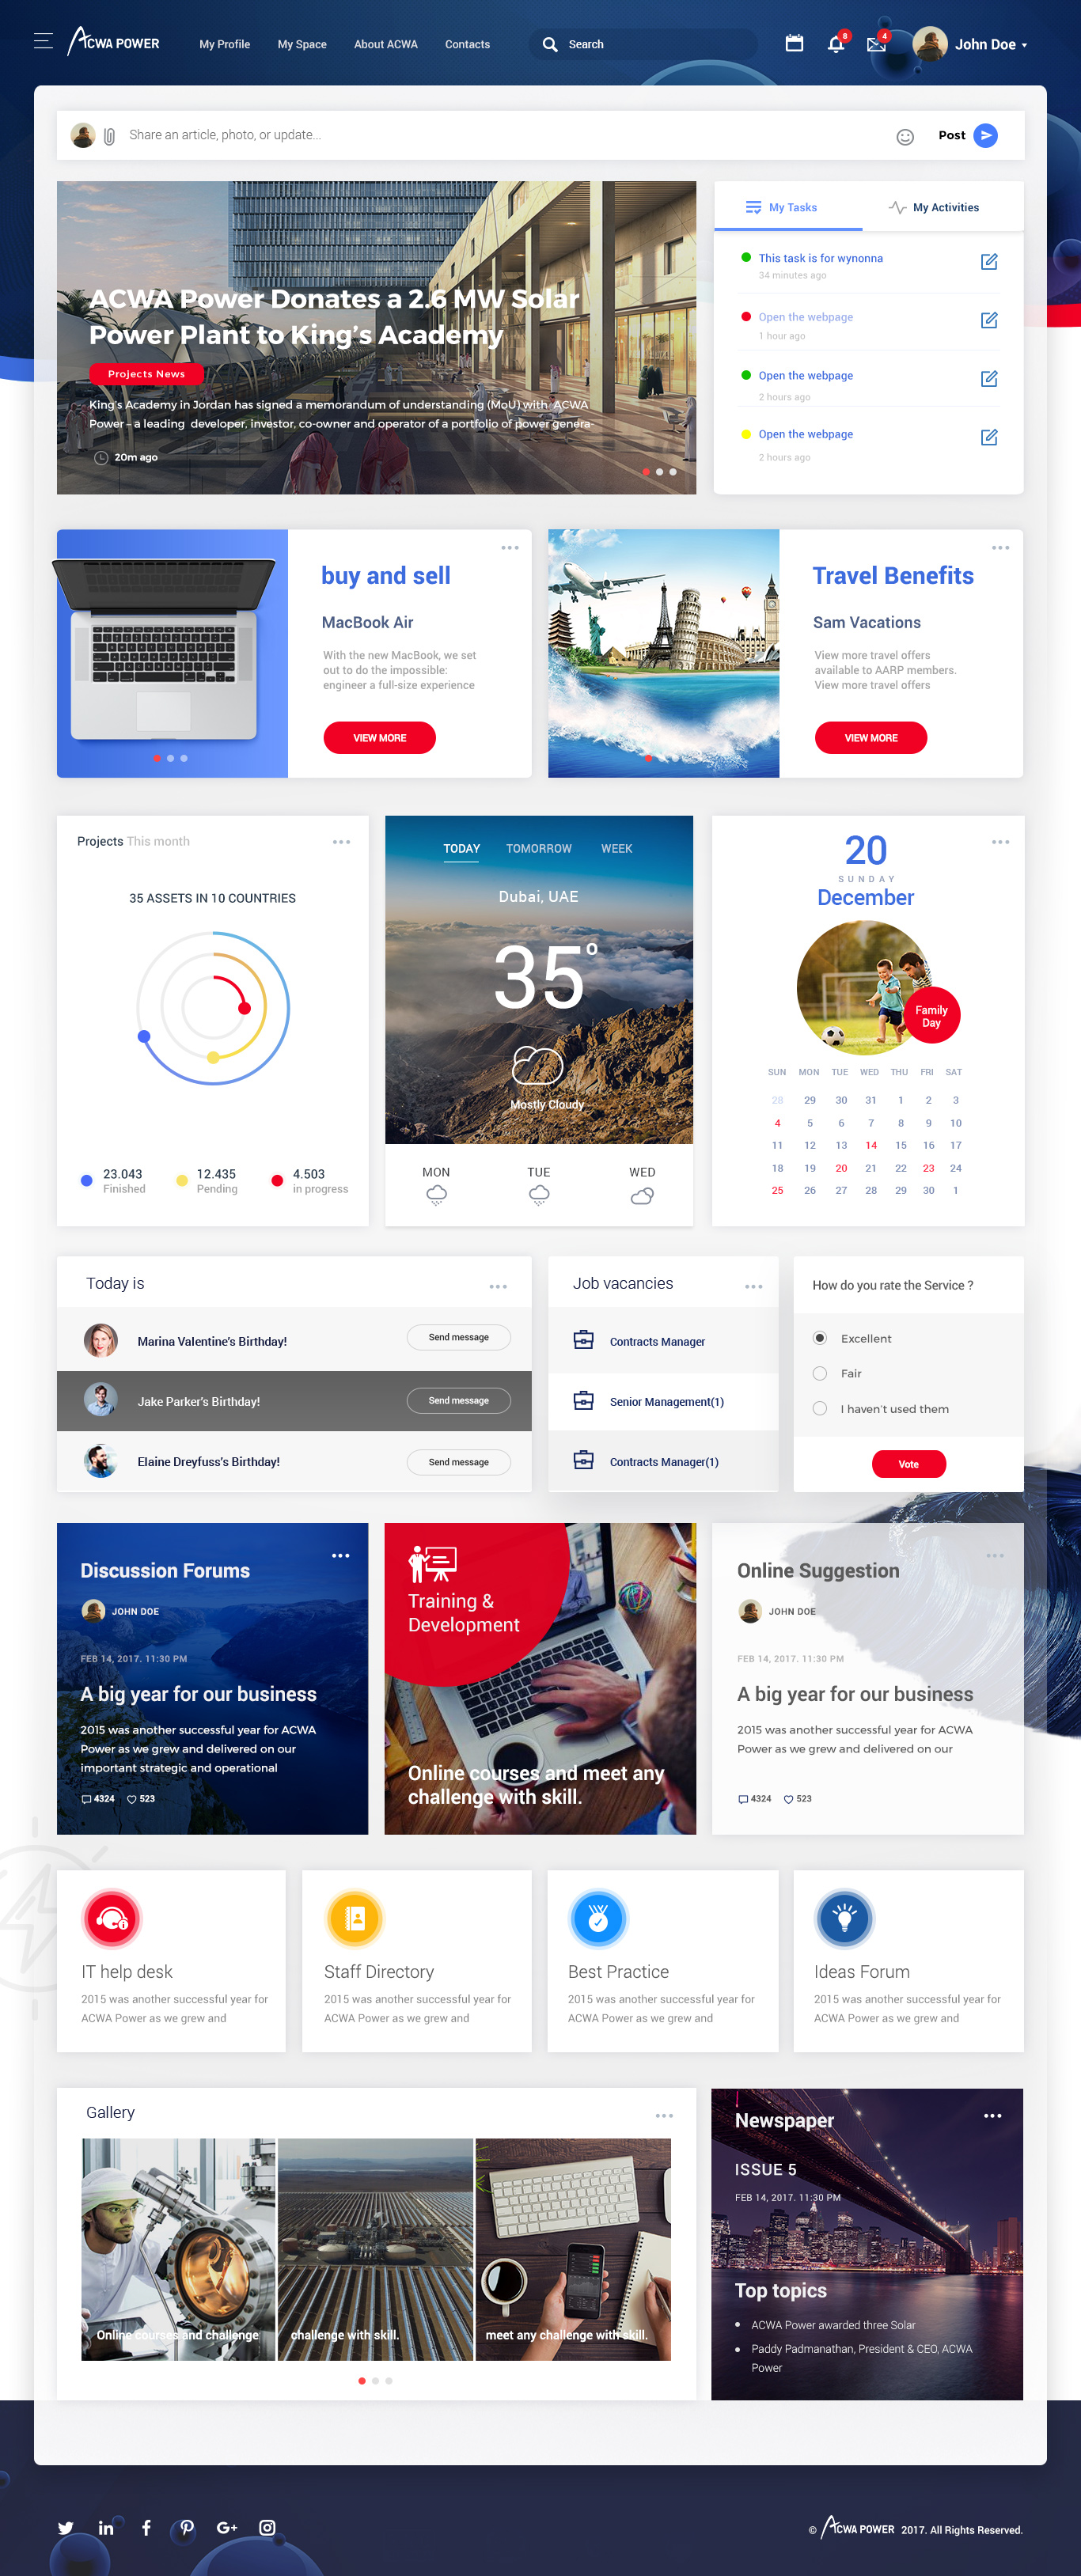 ACWA POWER
My Profile
My Space
About ACWA
Contacts
Search
8
4
John Doe
Share an article, photo, or update...
Post
ACWA Power Donates a 2.6 MW Solar
Power Plant to King's Academy
Projects News
King's Academy in Jordan has signed a memorandum of understanding (MoU) with ACWA
Power – a leading developer, investor, co-owner and operator of a portfolio of power genera-
20m ago
My Tasks
My Activities
This task is for wynonna
34 minutes ago
Open the webpage
1 hour ago
Open the webpage
2 hours ago
Open the webpage
2 hours ago
buy and sell
MacBook Air
With the new MacBook, we set
out to do the impossible:
engineer a full-size experience
VIEW MORE
Travel Benefits
Sam Vacations
View more travel offers
available to AARP members.
View more travel offers
VIEW MORE
Projects This month
35 ASSETS IN 10 COUNTRIES
23.043
Finished
12.435
Pending
4.503
in progress
TODAY
TOMORROW
WEEK
Dubai, UAE
35°
Mostly Cloudy
MON
TUE
WED
20
SUNDAY
December
Family
Day
SUN MON TUE WED THU FRI SAT
28 29 30 31 1 2 3
4 5 6 7 8 9 10
11 12 13 14 15 16 17
18 19 20 21 22 23 24
25 26 27 28 29 30 1
Today is
Marina Valentine's Birthday!
Send message
Jake Parker's Birthday!
Send message
Elaine Dreyfuss's Birthday!
Send message
Job vacancies
Contracts Manager
Senior Management(1)
Contracts Manager(1)
How do you rate the Service ?
Excellent
Fair
I haven't used them
Vote
Discussion Forums
JOHN DOE
FEB 14, 2017. 11:30 PM
A big year for our business
2015 was another successful year for ACWA
Power as we grew and delivered on our
important strategic and operational
4324
523
Training &
Development
Online courses and meet any
challenge with skill.
Online Suggestion
JOHN DOE
FEB 14, 2017. 11:30 PM
A big year for our business
2015 was another successful year for ACWA
Power as we grew and delivered on our
4324
523
IT help desk
2015 was another successful year for
ACWA Power as we grew and
Staff Directory
2015 was another successful year for
ACWA Power as we grew and
Best Practice
2015 was another successful year for
ACWA Power as we grew and
Ideas Forum
2015 was another successful year for
ACWA Power as we grew and
Gallery
Online courses and challenge
challenge with skill.
meet any challenge with skill.
Newspaper
ISSUE 5
FEB 14, 2017. 11:30 PM
Top topics
ACWA Power awarded three Solar
Paddy Padmanathan, President & CEO, ACWA
Power
© ACWA POWER 2017. All Rights Reserved.